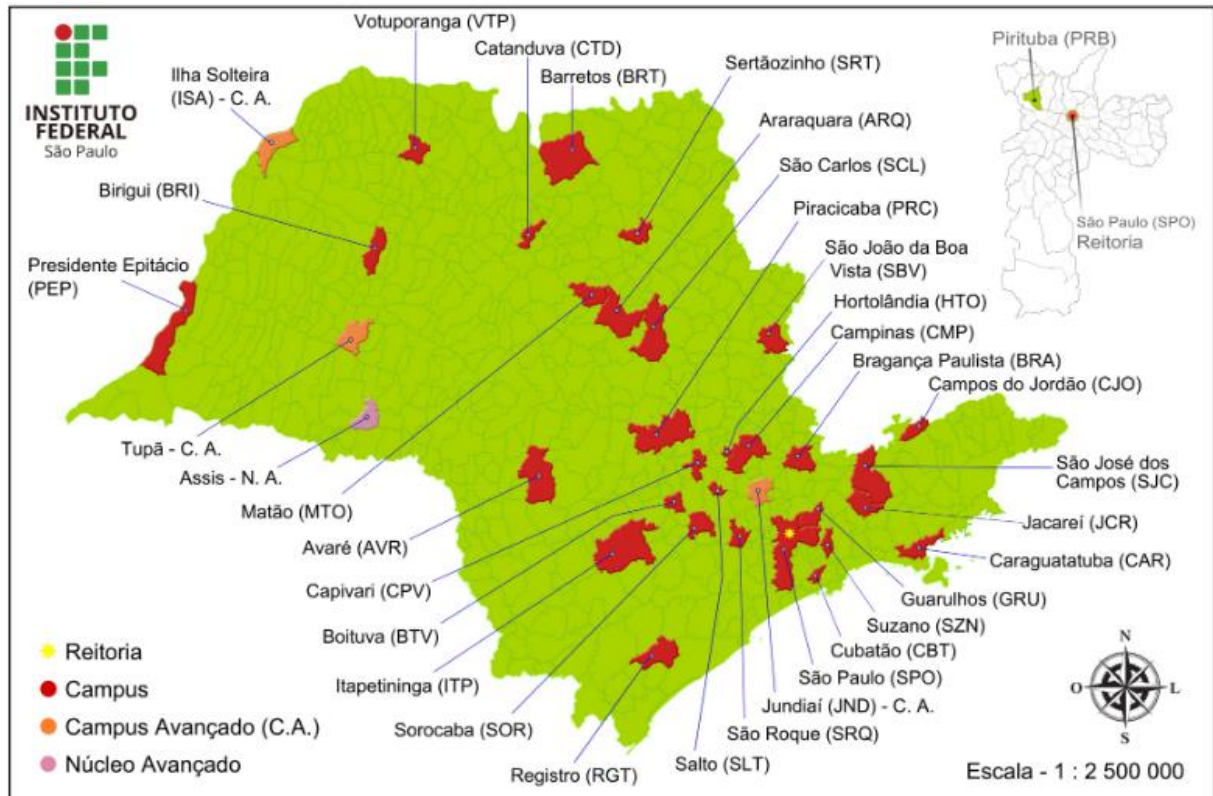 INSTITUTO
FEDERAL
São Paulo
Votuporanga (VTP)
Catanduva (CTD)
Barretos (BRT)
Sertãozinho (SRT)
Pirituba (PRB)
Ilha Solteira
(ISA) - C. A.
Araraquara (ARQ)
São Carlos (SCL)
Birigui (BRI)
Piracicaba (PRC)
São Paulo (SPO)
Reitoria
Presidente Epitácio
(PEP)
São João da Boa
Vista (SBV)
Hortolândia (HTO)
Campinas (CMP)
Bragança Paulista (BRA)
Campos do Jordão (CJO)
Tupã - C. A.
Assis - N. A.
São José dos
Campos (SJC)
Matão (MTO)
Jacareí (JCR)
Avaré (AVR)
Caraguatatuba (CAR)
Capivari (CPV)
Guarulhos (GRU)
Suzano (SZN)
Boituva (BTV)
Cubatão (CBT)
Itapetininga (ITP)
São Paulo (SPO)
Jundiaí (JND) - C. A.
Sorocaba (SOR)
São Roque (SRQ)
Salto (SLT)
Registro (RGT)
Reitoria
Campus
Campus Avançado (C.A.)
Núcleo Avançado
N
O L
S
Escala - 1 : 2 500 000